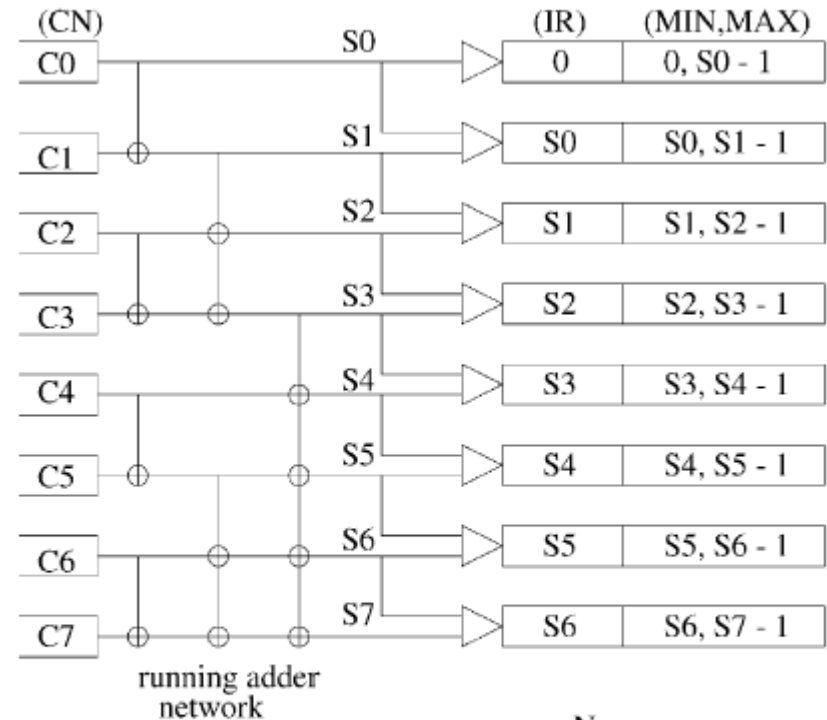 (CN) (IR) (MIN,MAX)
C0 S0 0 0, S0 - 1
C1 S1 S0 S0, S1 - 1
C2 S2 S1 S1, S2 - 1
C3 S3 S2 S2, S3 - 1
C4 S4 S3 S3, S4 - 1
C5 S5 S4 S4, S5 - 1
C6 S6 S5 S5, S6 - 1
C7 S7 S6 S6, S7 - 1
running adder
network